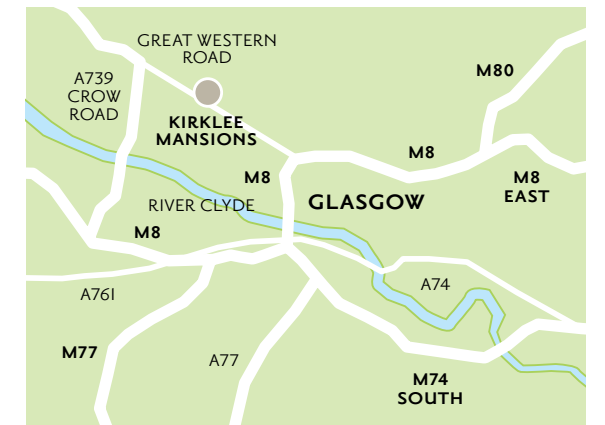 GREAT WESTERN
ROAD
M80
A739
CROW
ROAD
KIRKLEE
MANSIONS
M8
M8
M8
EAST
GLASGOW
RIVER CLYDE
M8
A761
A74
M77
A77
M74
SOUTH